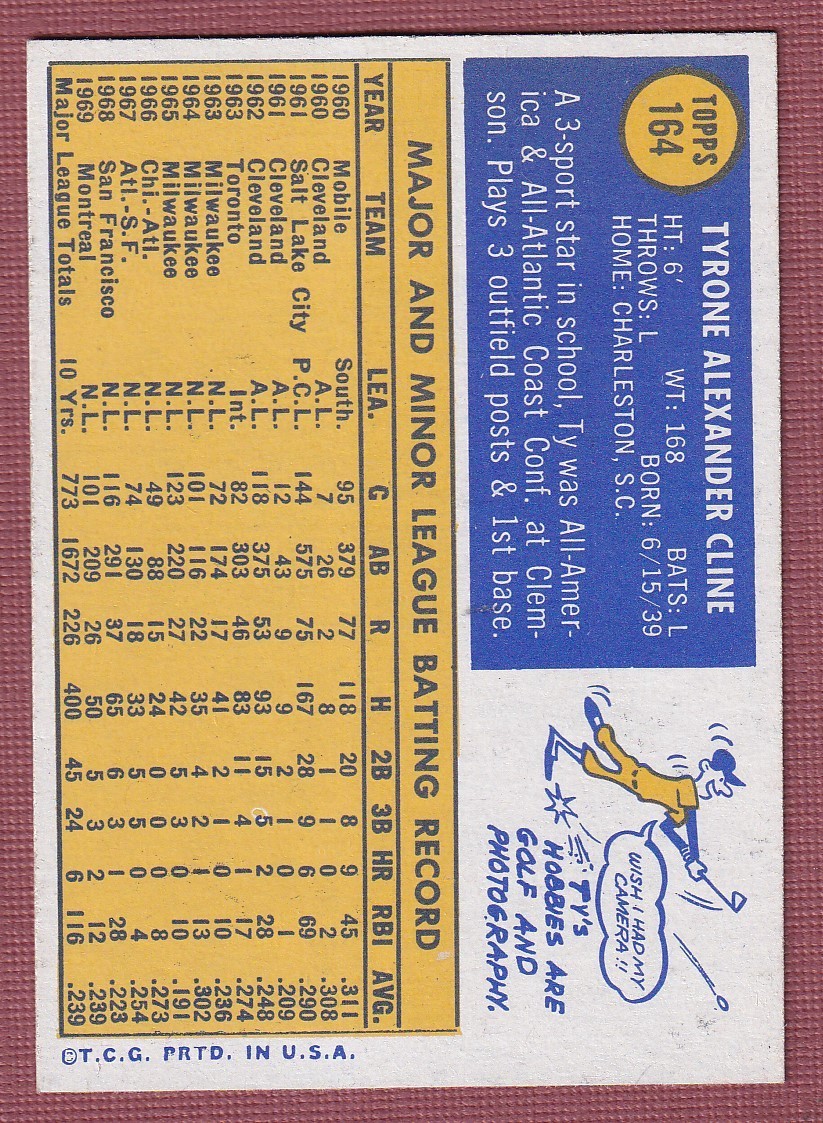 TOPPS
164
TYRONE ALEXANDER CLINE
HT: 6' WT: 168 BATS: L
THROWS: L BORN: 6/15/39
HOME: CHARLESTON, S.C.
A 3-sport star in school, Ty was All-Amer-
ica & All-Atlantic Coast Conf. at Clem-
son. Plays 3 outfield posts & 1st base.
WISH I HAD MY
CAMERA!!
TY'S
HOBBIES ARE
GOLF AND
PHOTOGRAPHY.
MAJOR AND MINOR LEAGUE BATTING RECORD
YEAR TEAM LEA. G AB R H 2B 3B HR RBI AVG.
1960 Mobile South. 95 379 77 118 20 8 9 45 .311
1960 Cleveland A.L. 7 26 2 8 1 1 0 2 .308
1961 Salt Lake City P.C.L. 144 575 75 167 28 9 6 69 .290
1961 Cleveland A.L. 12 43 9 9 2 1 0 1 .209
1962 Cleveland A.L. 118 375 53 93 15 5 2 28 .248
1963 Toronto Int. 82 303 46 83 11 4 1 17 .274
1963 Milwaukee N.L. 72 174 17 41 2 1 0 10 .236
1964 Milwaukee N.L. 101 116 22 35 4 2 1 13 .302
1965 Milwaukee N.L. 123 220 27 42 5 3 0 10 .191
1966 Chi.-Atl. N.L. 49 88 15 24 0 0 0 8 .273
1967 Atl.-S.F. N.L. 74 130 18 33 5 5 0 4 .254
1968 San Francisco N.L. 116 291 37 65 6 3 1 28 .223
1969 Montreal N.L. 101 209 26 50 5 3 2 12 .239
Major League Totals 10 Yrs. 773 1672 226 400 45 24 6 116 .239
©T.C.G. PRTD. IN U.S.A.